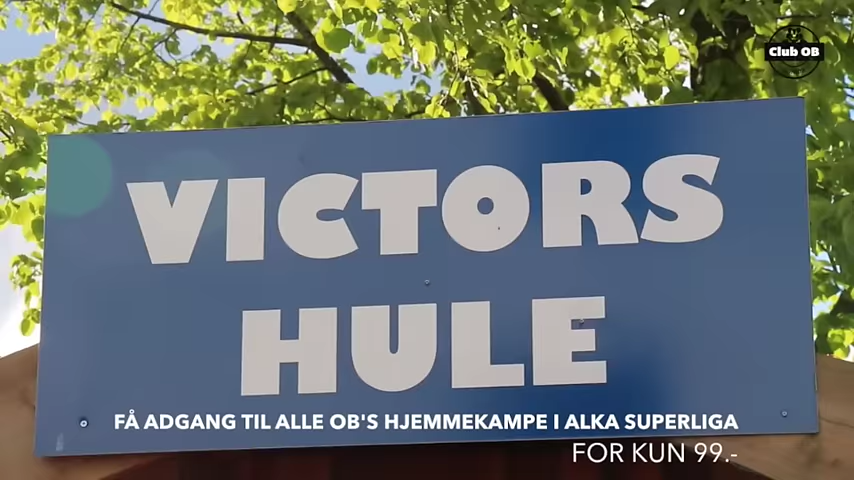 Club OB
VICTORS
HULE
FÅ ADGANG TIL ALLE OB'S HJEMMEKAMPE I ALKA SUPERLIGA
FOR KUN 99.-